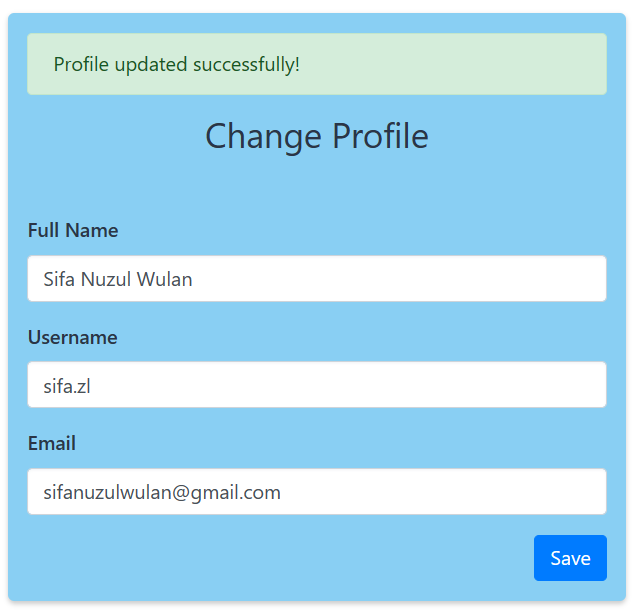 Profile updated successfully!
Change Profile
Full Name
Sifa Nuzul Wulan
Username
sifa.zl
Email
sifanuzulwulan@gmail.com
Save